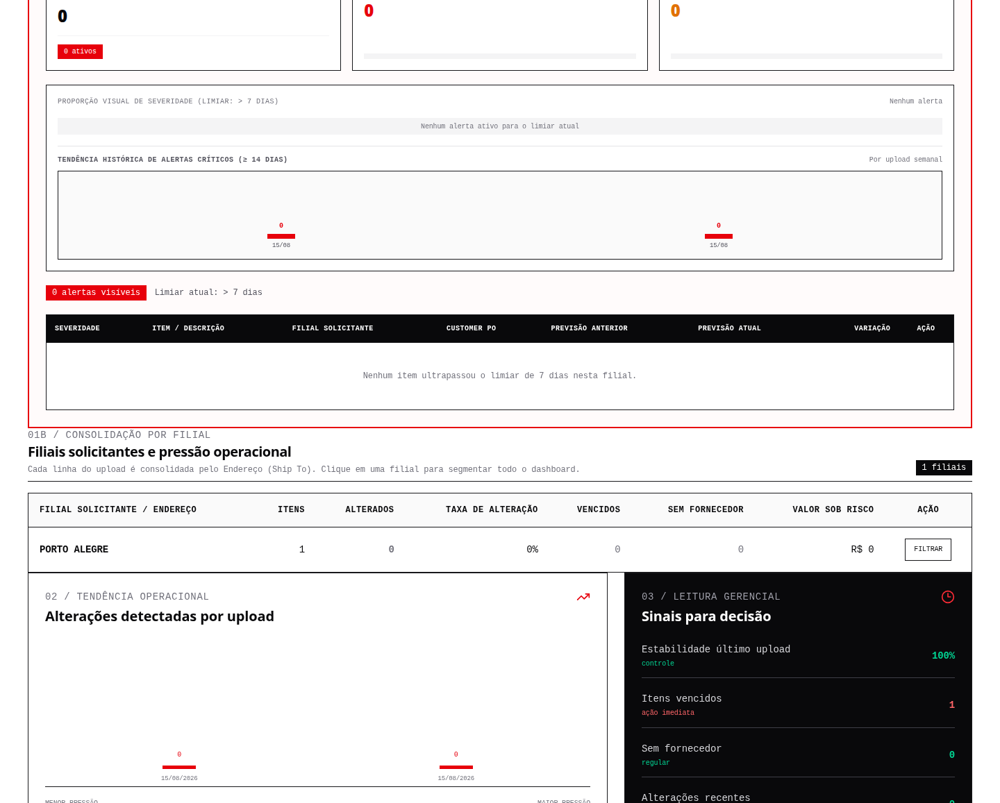 0
0
0
0 ativos
PROPORÇÃO VISUAL DE SEVERIDADE (LIMIAR: > 7 DIAS)
Nenhum alerta
Nenhum alerta ativo para o limiar atual
TENDÊNCIA HISTÓRICA DE ALERTAS CRÍTICOS (≥ 14 DIAS)
Por upload semanal
0
0
15/08
15/08
0 alertas visíveis
Limiar atual: > 7 dias
SEVERIDADE ITEM / DESCRIÇÃO FILIAL SOLICITANTE CUSTOMER PO PREVISÃO ANTERIOR PREVISÃO ATUAL VARIAÇÃO AÇÃO
Nenhum item ultrapassou o limiar de 7 dias nesta filial.
01B / CONSOLIDAÇÃO POR FILIAL
Filiais solicitantes e pressão operacional
Cada linha do upload é consolidada pelo Endereço (Ship To). Clique em uma filial para segmentar todo o dashboard.
1 filiais
FILIAL SOLICITANTE / ENDEREÇO ITENS ALTERADOS TAXA DE ALTERAÇÃO VENCIDOS SEM FORNECEDOR VALOR SOB RISCO AÇÃO
PORTO ALEGRE 1 0 0% 0 0 R$ 0 FILTRAR
02 / TENDÊNCIA OPERACIONAL
Alterações detectadas por upload
0
0
15/08/2026
15/08/2026
MENOR PRESSÃO
MAIOR PRESSÃO
03 / LEITURA GERENCIAL
Sinais para decisão
Estabilidade último upload
100%
controle
Itens vencidos
1
ação imediata
Sem fornecedor
0
regular
Alterações recentes